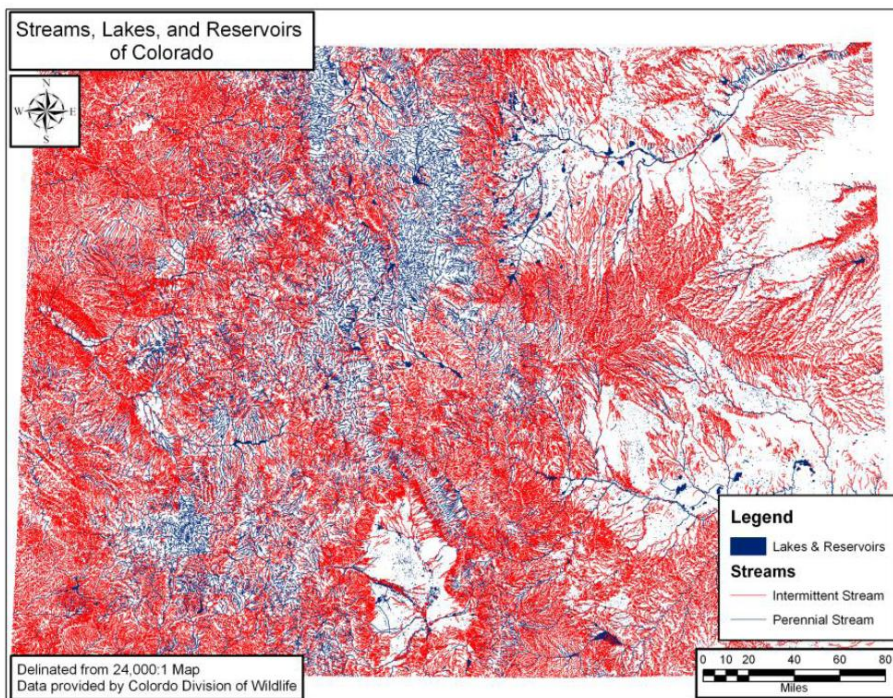 Streams, Lakes, and Reservoirs
of Colorado
N
W E
S
Legend
Lakes & Reservoirs
Streams
Intermittent Stream
Perennial Stream
0 10 20 40 60 80
Miles
Delinated from 24,000:1 Map
Data provided by Colordo Division of Wildlife